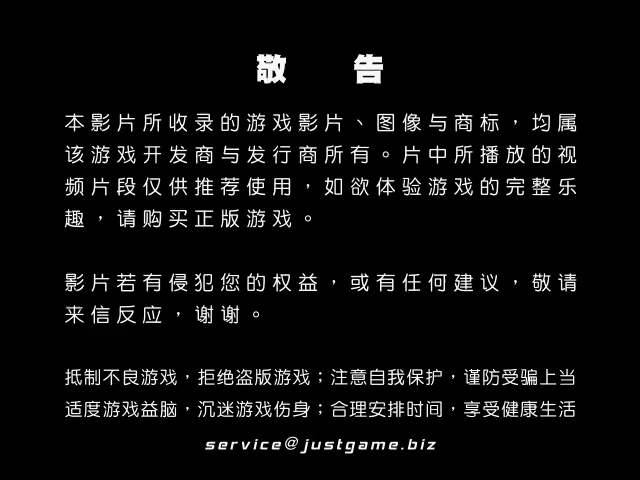 敬 告
本影片所收录的游戏影片、图像与商标，均属
该游戏开发商与发行商所有。片中所播放的视
频片段仅供推荐使用，如欲体验游戏的完整乐
趣，请购买正版游戏。
影片若有侵犯您的权益，或有任何建议，敬请
来信反应，谢谢。
抵制不良游戏，拒绝盗版游戏；注意自我保护，谨防受骗上当
适度游戏益脑，沉迷游戏伤身；合理安排时间，享受健康生活
service@justgame.biz